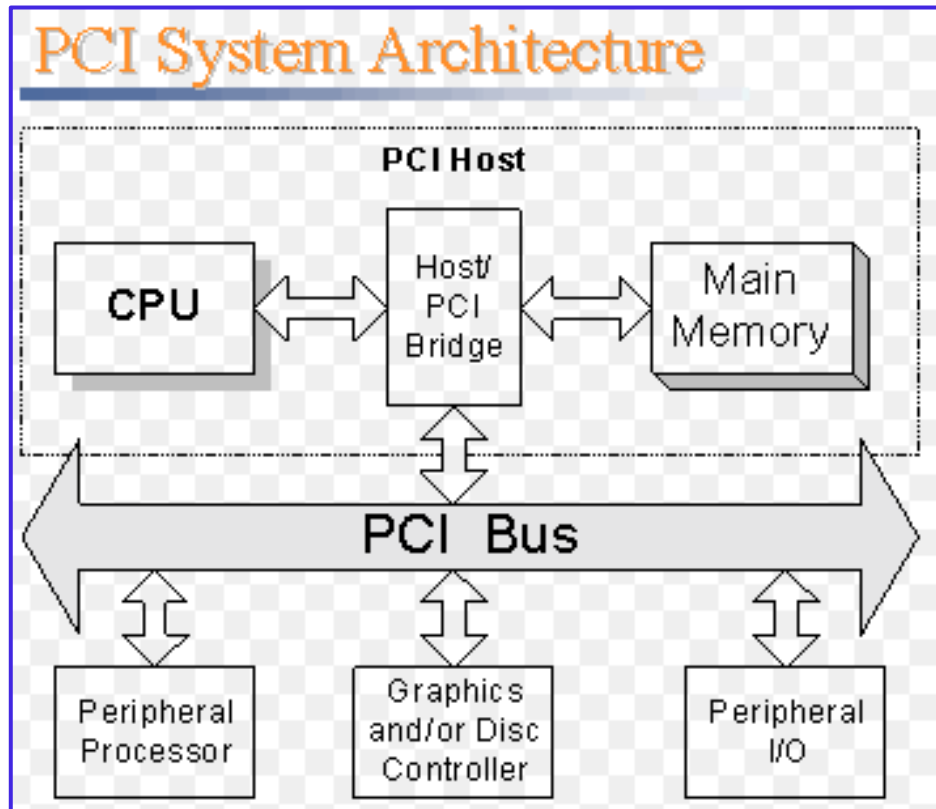 PCI System Architecture
PCI Host
CPU
Host/
PCI
Bridge
Main
Memory
PCI Bus
Peripheral
Processor
Graphics
and/or Disc
Controller
Peripheral
I/O